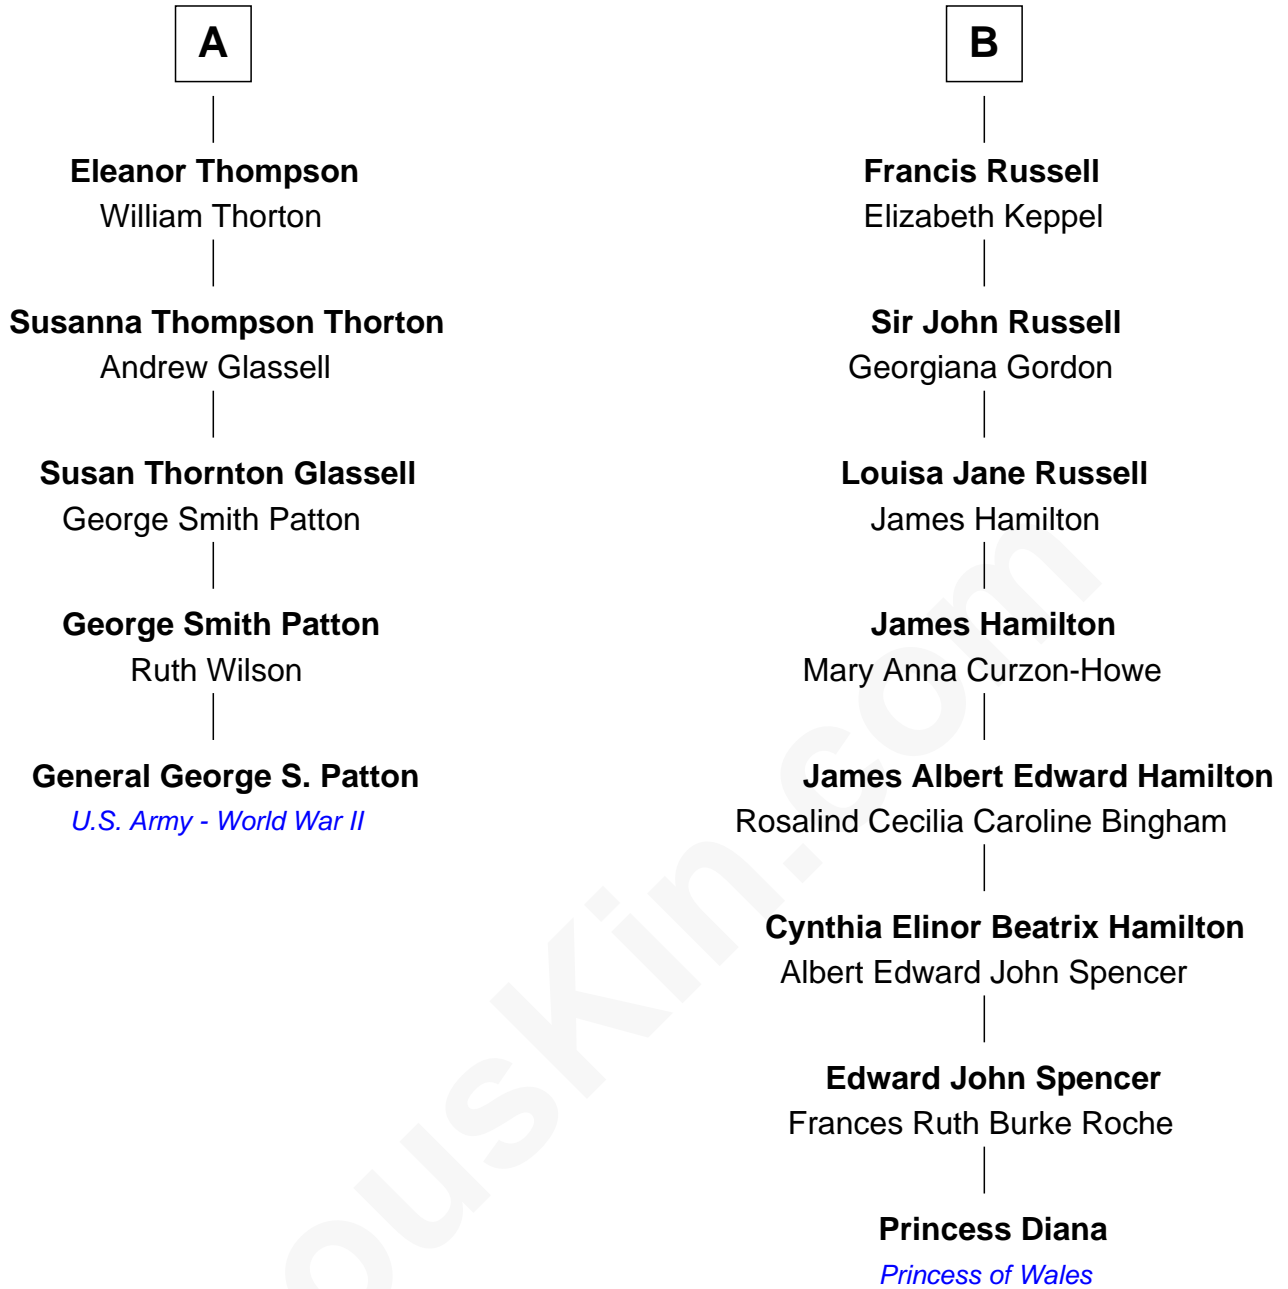 A
Eleanor Thompson
William Thorton
Susanna Thompson Thorton
Andrew Glassell
Susan Thornton Glassell
George Smith Patton
George Smith Patton
Ruth Wilson
General George S. Patton
U.S. Army - World War II
B
Francis Russell
Elizabeth Keppel
Sir John Russell
Georgiana Gordon
Louisa Jane Russell
James Hamilton
James Hamilton
Mary Anna Curzon-Howe
James Albert Edward Hamilton
Rosalind Cecilia Caroline Bingham
Cynthia Elinor Beatrix Hamilton
Albert Edward John Spencer
Edward John Spencer
Frances Ruth Burke Roche
Princess Diana
Princess of Wales
ousKin.com